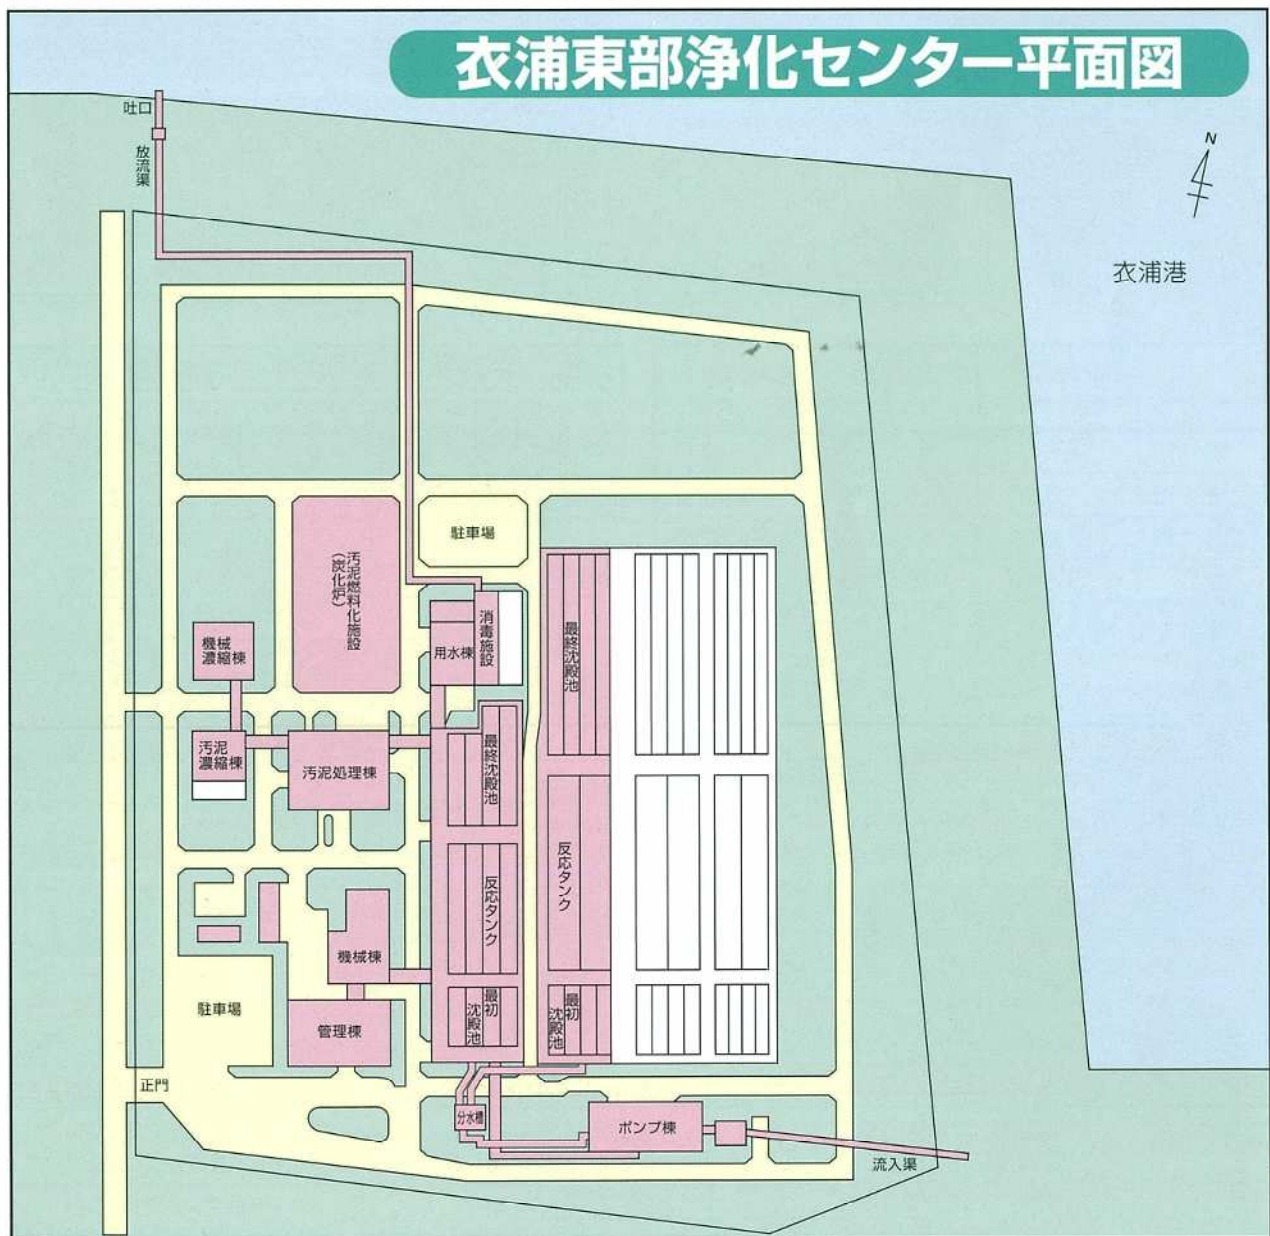 衣浦東部浄化センター平面図
吐口
放流渠
N
衣浦港
駐車場
汚泥燃料化施設
(炭化炉)
機械
濃縮棟
用水棟
消毒施設
最終沈殿池
汚泥
濃縮棟
汚泥処理棟
最終沈殿池
反応タンク
反応タンク
機械棟
駐車場
管理棟
最初
沈殿池
最初
沈殿池
正門
分水槽
ポンプ棟
流入渠